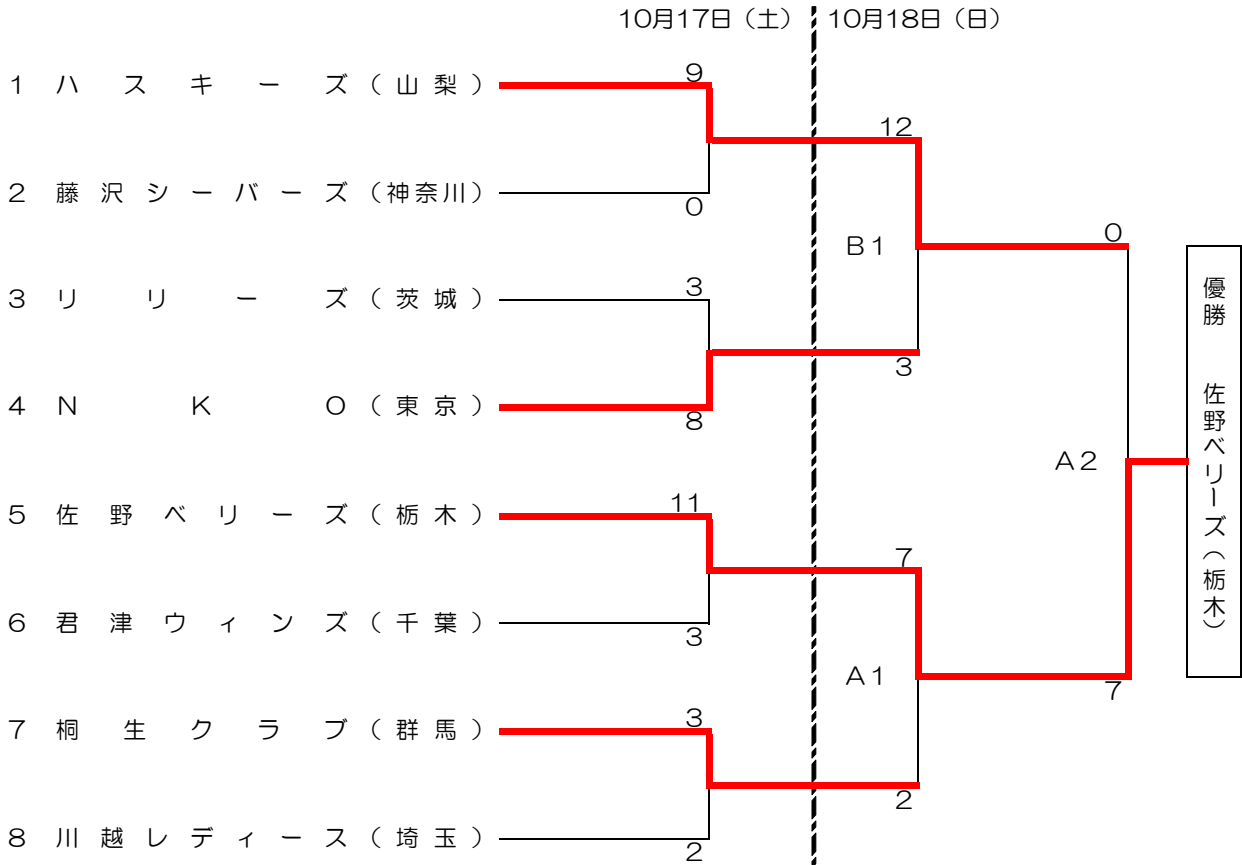 10月17日（土） 10月18日（日）
1 ハスキーズ（山梨） 9
12
2 藤沢シーバーズ（神奈川） 0
B1
0
3 リリーズ（茨城） 3
3
4 NKO（東京） 8
A2
優勝 佐野ベリーズ（栃木）
5 佐野ベリーズ（栃木） 11
7
6 君津ウィンズ（千葉） 3
A1
7
7 桐生クラブ（群馬） 3
2
8 川越レディース（埼玉） 2